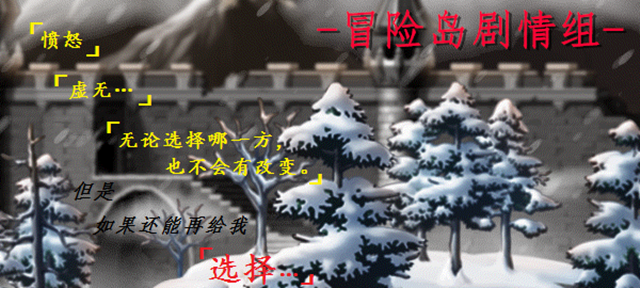 -冒险岛剧情组-
「愤怒」
「虚无…」
「无论选择哪一方，
也不会有改变。」
但是
如果还能再给我
「选择…」